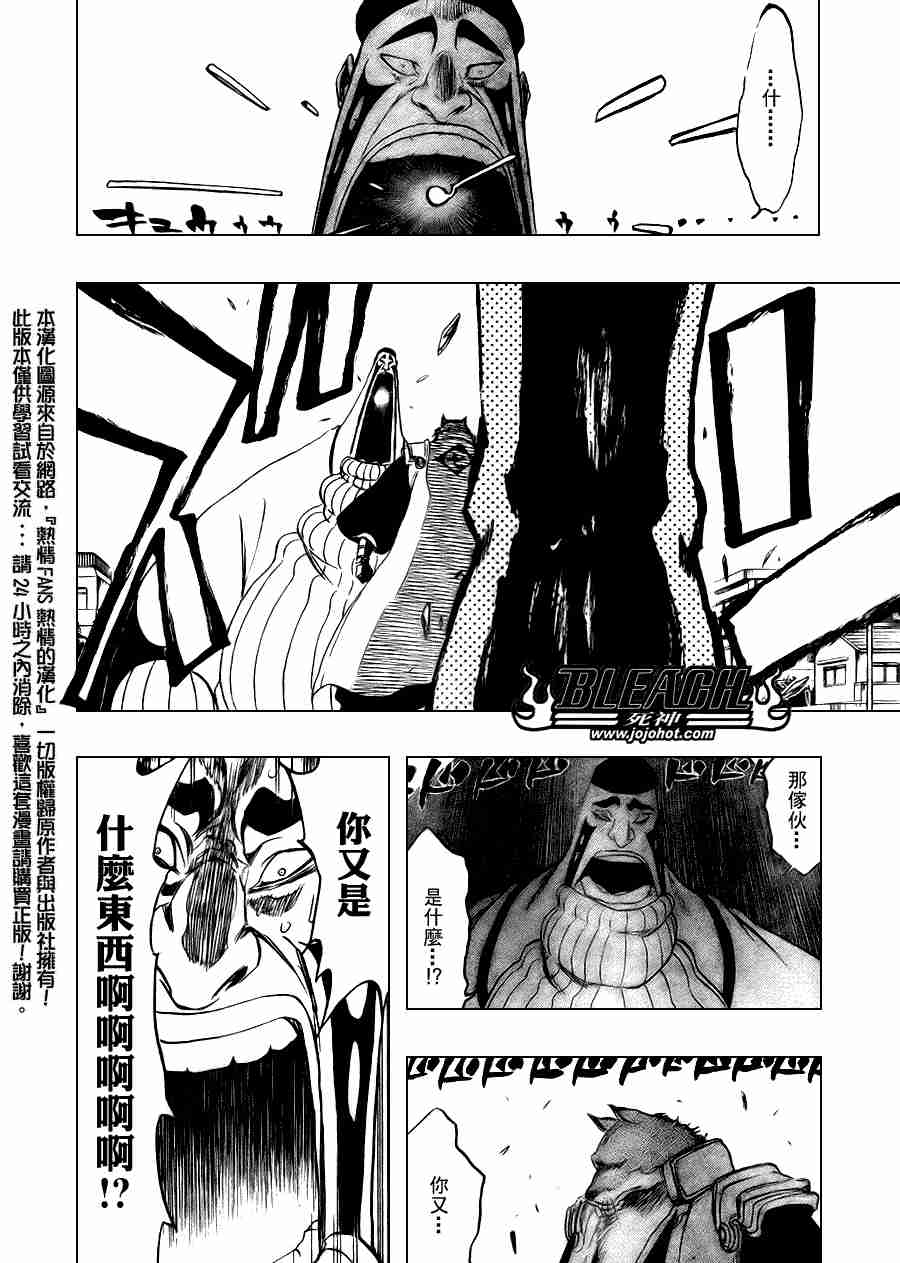 …什……
キュウゥゥ
ゥ ゥ……
BLEACH
死神
www.jojohot.com
那傢伙…
是什麼…!?
你又…
你又是
什麼東西啊啊啊啊啊!?
本漢化圖源來自於網路，『熱情FANS熱情的漢化』一切版權歸原作者與出版社擁有！
此版本僅供學習試看交流… 請24小時之內消除，喜歡這套漫畫請購買正版！謝謝。